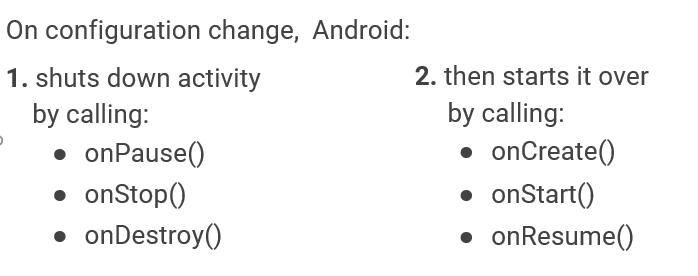 On configuration change,  Android:
1. shuts down activity
by calling:
● onPause()
● onStop()
● onDestroy()
2. then starts it over
by calling:
● onCreate()
● onStart()
● onResume()